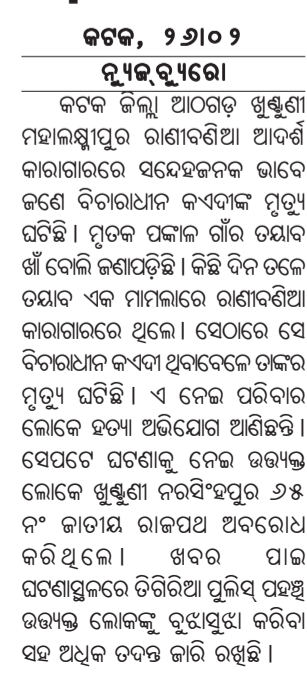 କଟକ, ୨୬।୦୨
ନ୍ୟୁଜ୍‌ବ୍ୟୁରୋ
କଟକ ଜିଲ୍ଲା ଆଠଗଡ଼ ଖୁଣ୍ଟୁଣୀ
ମହାଲକ୍ଷ୍ମୀପୁର ରାଣୀବଣିଆ ଆଦର୍ଶ
କାରାଗାରରେ ସନ୍ଦେହଜନକ ଭାବେ
ଜଣେ ବିଚାରାଧୀନ କଏଦୀଙ୍କ ମୃତ୍ୟୁ
ଘଟିଛି । ମୃତକ ପଙ୍କାଳ ଗାଁର ତୟାବ
ଖାଁ ବୋଲି ଜଣାପଡ଼ିଛି । କିଛି ଦିନ ତଳେ
ତୟାବ ଏକ ମାମଲାରେ ରାଣୀବଣିଆ
କାରାଗାରରେ ଥିଲେ । ସେଠାରେ ସେ
ବିଚାରାଧୀନ କଏଦୀ ଥିବାବେଳେ ତାଙ୍କର
ମୃତ୍ୟୁ ଘଟିଛି । ଏ ନେଇ ପରିବାର
ଲୋକେ ହତ୍ୟା ଅଭିଯୋଗ ଆଣିଛନ୍ତି ।
ସେପଟେ ଘଟଣାକୁ ନେଇ ଉତ୍ୟକ୍ତ
ଲୋକେ ଖୁଣ୍ଟୁଣୀ ନରସିଂହପୁର ୬୫
ନଂ ଜାତୀୟ ରାଜପଥ ଅବରୋଧ
କରିଥିଲେ । ଖବର ପାଇ
ଘଟଣାସ୍ଥଳରେ ତିଗିରିଆ ପୁଲିସ୍ ପହଞ୍ଚି
ଉତ୍ୟକ୍ତ ଲୋକଙ୍କୁ ବୁଝାସୁଝା କରିବା
ସହ ଅଧିକ ତଦନ୍ତ ଜାରି ରଖିଛି ।